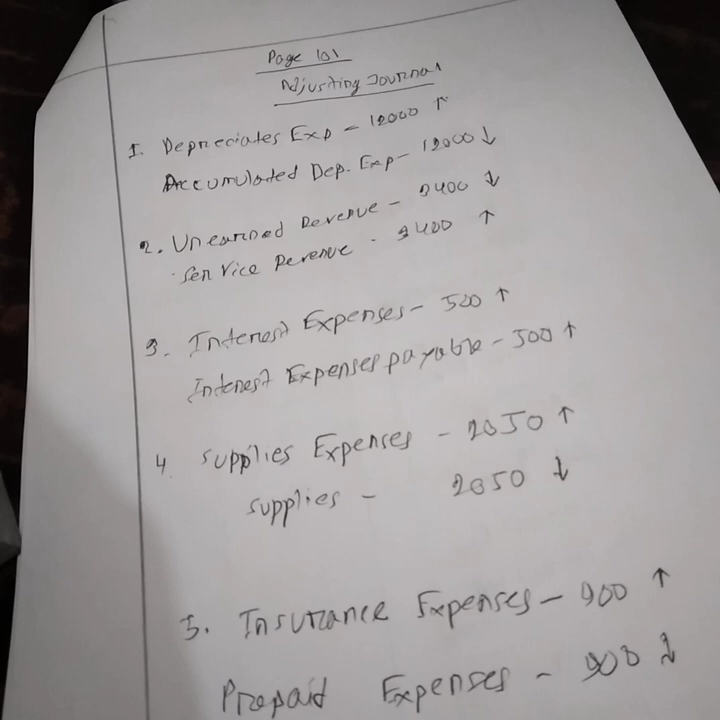 Page 101
Adjusting Journal
1. Depreciates Exp - 12000 ↑
Accumulated Dep. Exp - 12000 ↓
2. Unearned Revenue - 9400 ↓
Service Revenue - 9400 ↑
3. Interest Expenses - 500 ↑
Interest Expenses payable - 500 ↑
4. Supplies Expenses - 2050 ↑
Supplies - 2050 ↓
5. Insurance Expenses - 900 ↑
Prepaid Expenses - 900 ↓